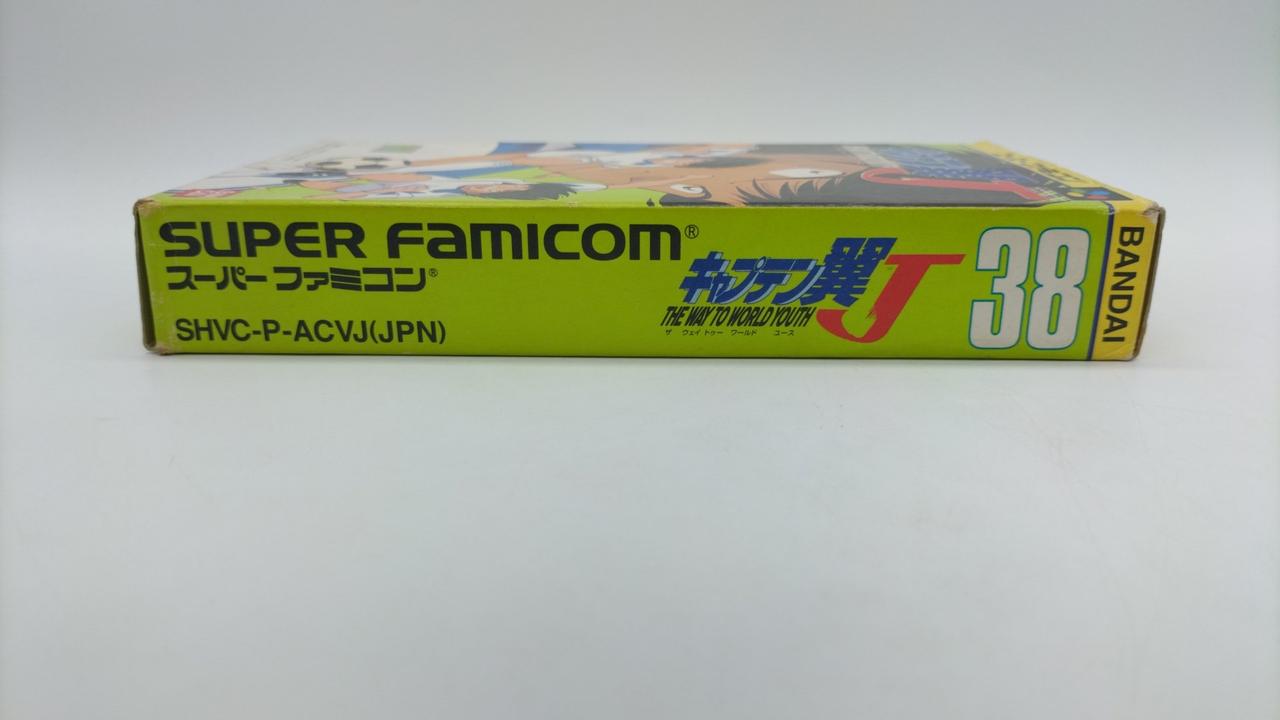 SUPER FAMICOM®
スーパーファミコン®
SHVC-P-ACVJ(JPN)
キャプテン翼J
THE WAY TO WORLD YOUTH
ザ ウェイ トゥー ワールド ユース
38
BANDAI